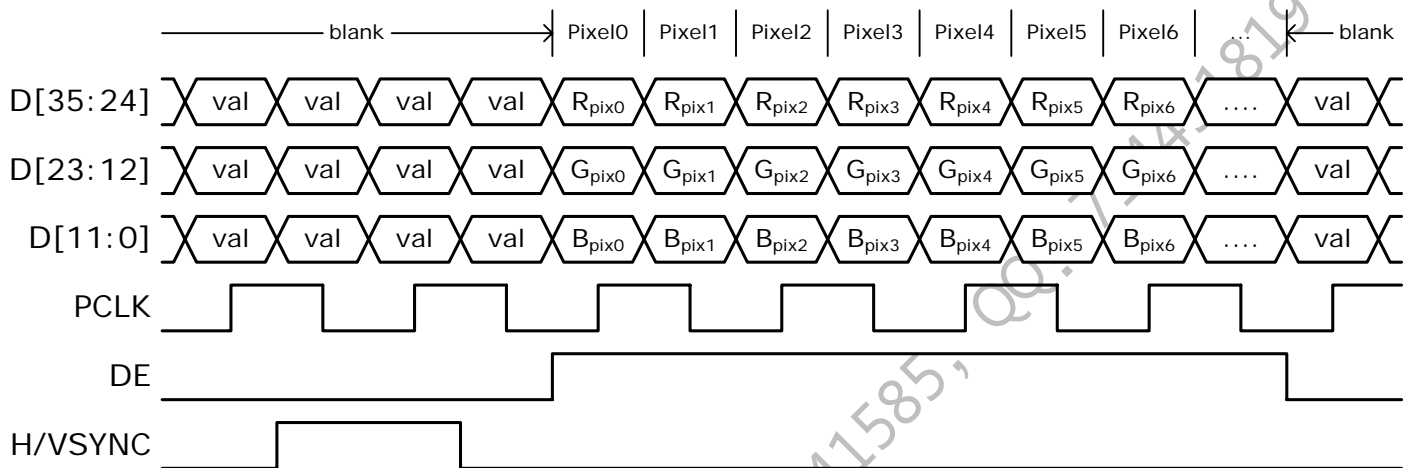 blank Pixel0 Pixel1 Pixel2 Pixel3 Pixel4 Pixel5 Pixel6 ... blank
D[35:24] val val val val Rpix0 Rpix1 Rpix2 Rpix3 Rpix4 Rpix5 Rpix6 .... val
D[23:12] val val val val Gpix0 Gpix1 Gpix2 Gpix3 Gpix4 Gpix5 Gpix6 .... val
D[11:0] val val val val Bpix0 Bpix1 Bpix2 Bpix3 Bpix4 Bpix5 Bpix6 .... val
PCLK
DE
H/VSYNC